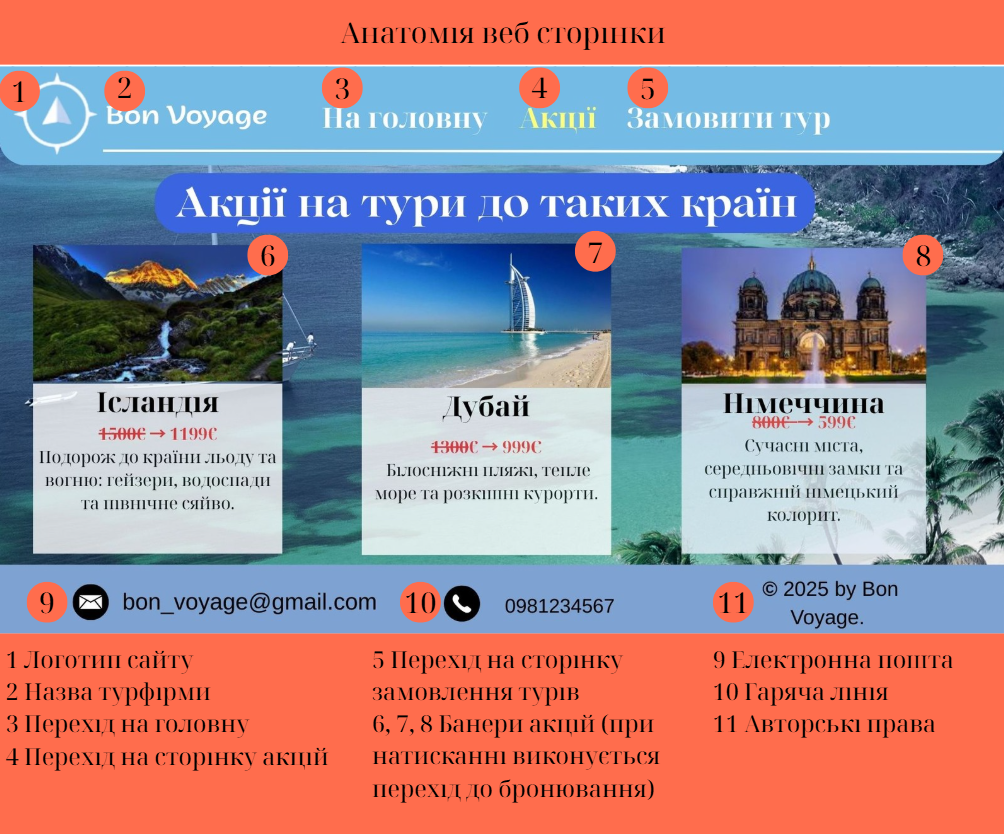 Анатомія веб сторінки
1
2
3
4
5
Bon Voyage
На головну
Акції
Замовити тур
Акції на тури до таких країн
6
7
8
Ісландія
1500€ → 1199€
Подорож до країни льоду та
вогню: гейзери, водоспади
та північне сяйво.
Дубай
1300€ → 999€
Білосніжні пляжі, тепле
море та розкішні курорти.
Німеччина
800€ → 599€
Сучасні міста,
середньовічні замки та
справжній німецький
колорит.
9
bon_voyage@gmail.com
10
0981234567
11
© 2025 by Bon
Voyage.
1 Логотип сайту
2 Назва турфірми
3 Перехід на головну
4 Перехід на сторінку акцій
5 Перехід на сторінку
замовлення турів
6, 7, 8 Банери акцій (при
натисканні виконується
перехід до бронювання)
9 Електронна пошта
10 Гаряча лінія
11 Авторські права